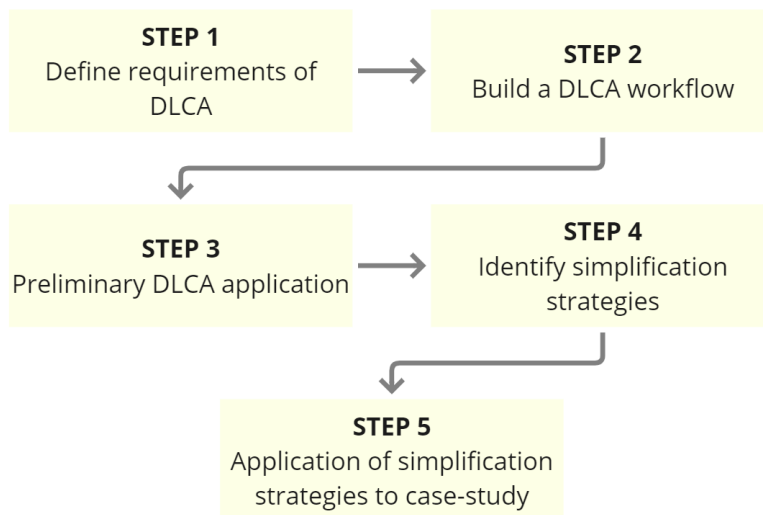 STEP 1
Define requirements of
DLCA
STEP 2
Build a DLCA workflow
STEP 3
Preliminary DLCA application
STEP 4
Identify simplification
strategies
STEP 5
Application of simplification
strategies to case-study